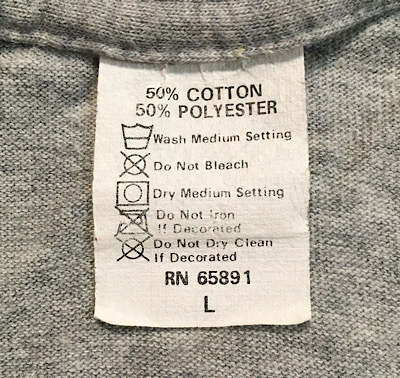 50% COTTON
50% POLYESTER
Wash Medium Setting
Do Not Bleach
Dry Medium Setting
Do Not Iron
If Decorated
Do Not Dry Clean
If Decorated
RN 65891
L